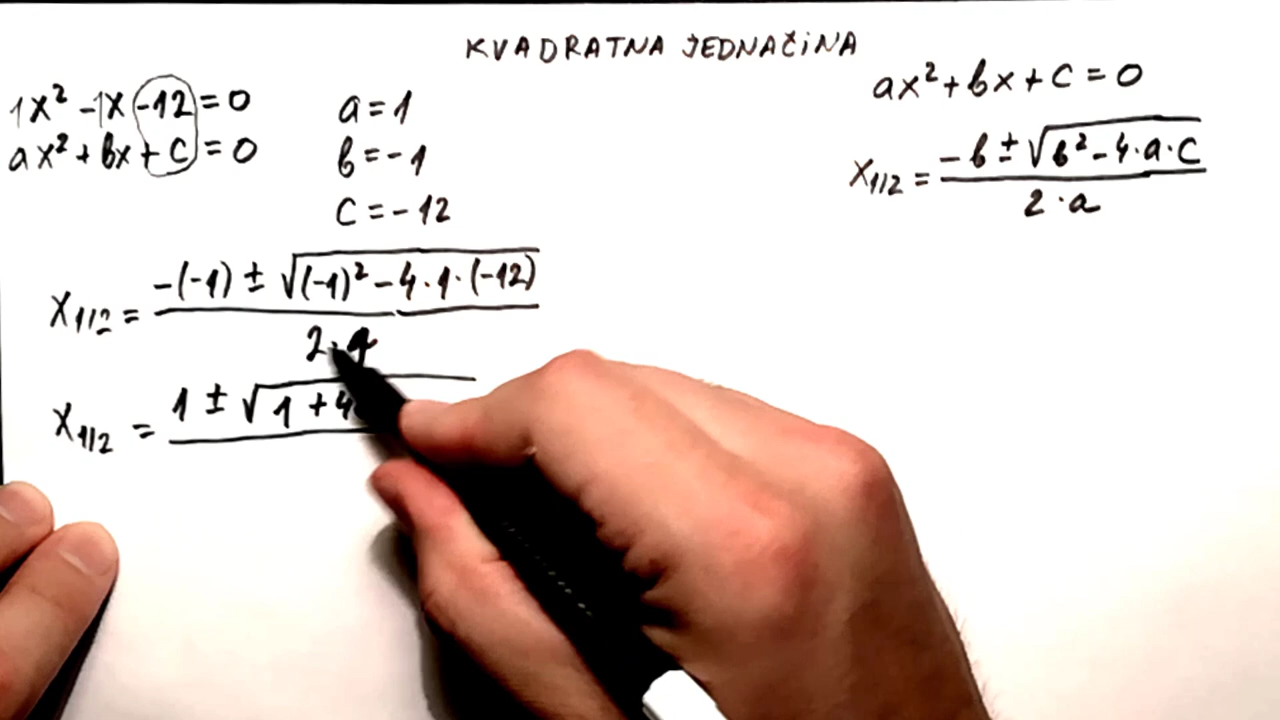 KVADRATNA JEDNAČINA
1x² -1x -12 = 0
ax² + bx + c = 0
a = 1
b = -1
c = -12
ax² + bx + c = 0
x₁/₂ = (-b ± √(b² - 4·a·c)) / (2·a)
x₁/₂ = (-(-1) ± √((-1)² - 4·1·(-12))) / (2·1)
x₁/₂ = 1 ± √(1 + 4